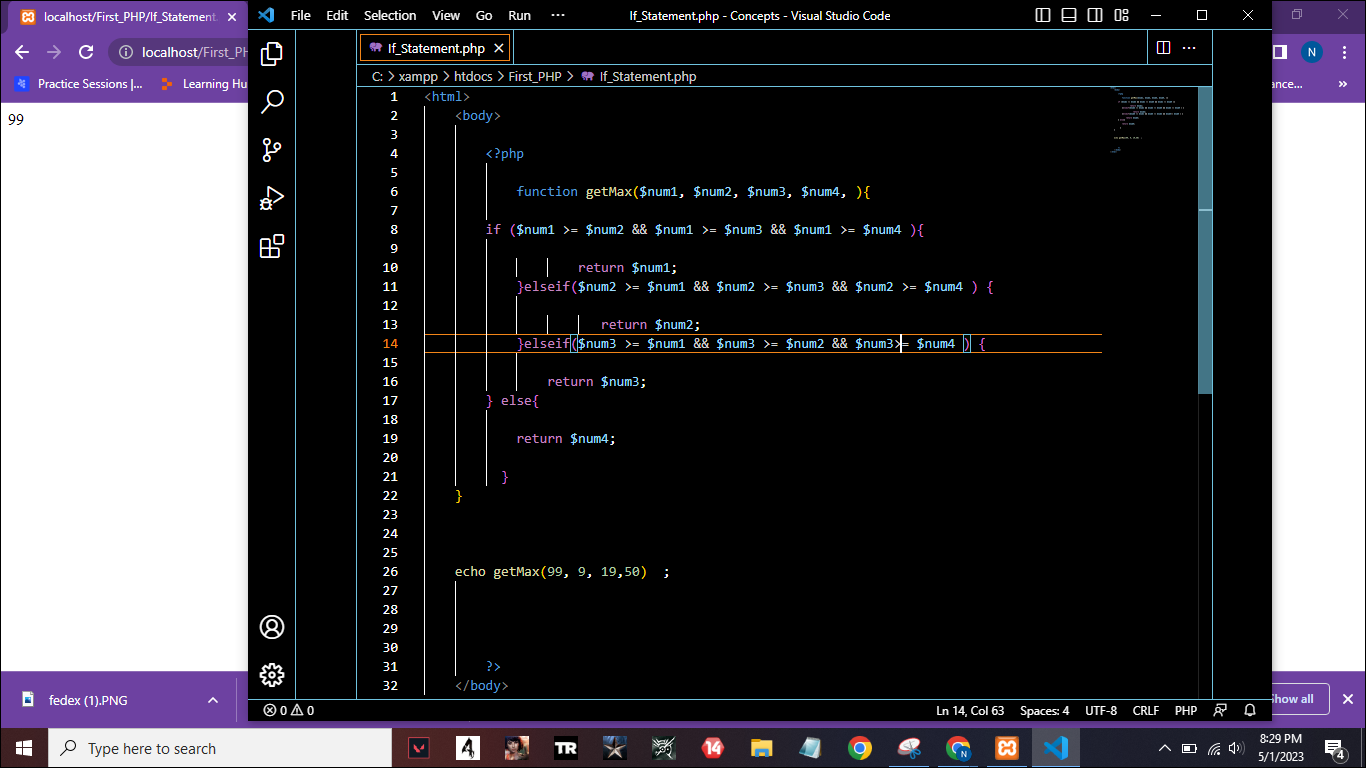 localhost/First_PHP/If_Statement.
localhost/First_PH
Practice Sessions |...
Learning Hu
99
File Edit Selection View Go Run ···
If_Statement.php - Concepts - Visual Studio Code
N
ance...
»
If_Statement.php
C: > xampp > htdocs > First_PHP > If_Statement.php
1 <html>
2 <body>
3
4 <?php
5
6 function getMax($num1, $num2, $num3, $num4, ){
7
8 if ($num1 >= $num2 && $num1 >= $num3 && $num1 >= $num4 ){
9
10 return $num1;
11 }elseif($num2 >= $num1 && $num2 >= $num3 && $num2 >= $num4 ) {
12
13 return $num2;
14 }elseif($num3 >= $num1 && $num3 >= $num2 && $num3>= $num4 ) {
15
16 return $num3;
17 } else{
18
19 return $num4;
20
21 }
22 }
23
24
25
26 echo getMax(99, 9, 19,50) ;
27
28
29
30
31 ?>
32 </body>
0 0
Ln 14, Col 63 Spaces: 4 UTF-8 CRLF PHP
fedex (1).PNG
Show all
Type here to search
4
TR
14
N
8:29 PM
5/1/2023
4